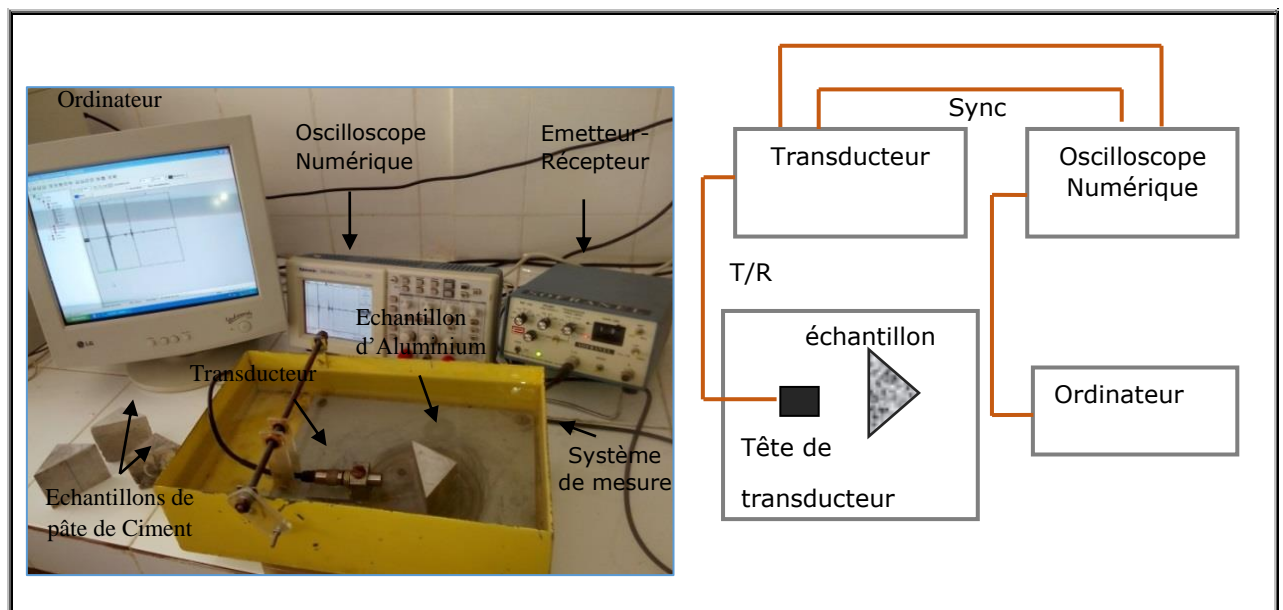 Ordinateur
Oscilloscope
Numérique
Emetteur-
Récepteur
Echantillon
d'Aluminium
Transducteur
Système
de mesure
Echantillons de
pâte de Ciment
LG
Sync
Transducteur
Oscilloscope
Numérique
T/R
échantillon
Ordinateur
Tête de
transducteur